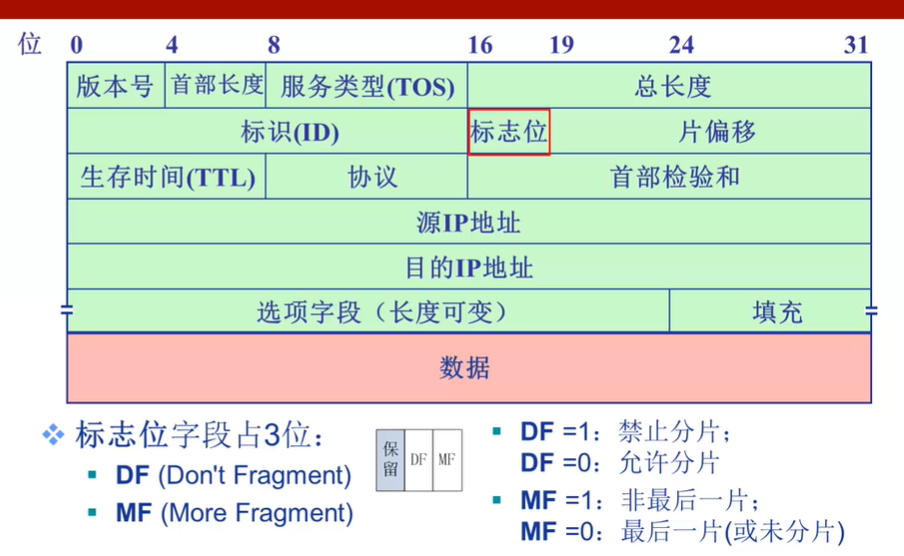 位 0 4 8 16 19 24 31
版本号 首部长度 服务类型(TOS) 总长度
标识(ID) 标志位 片偏移
生存时间(TTL) 协议 首部检验和
源IP地址
目的IP地址
选项字段（长度可变） 填充
数据
标志位字段占3位：
DF (Don't Fragment)
MF (More Fragment)
保留 DF MF
DF =1：禁止分片；
DF =0：允许分片
MF =1：非最后一片；
MF =0：最后一片(或未分片)